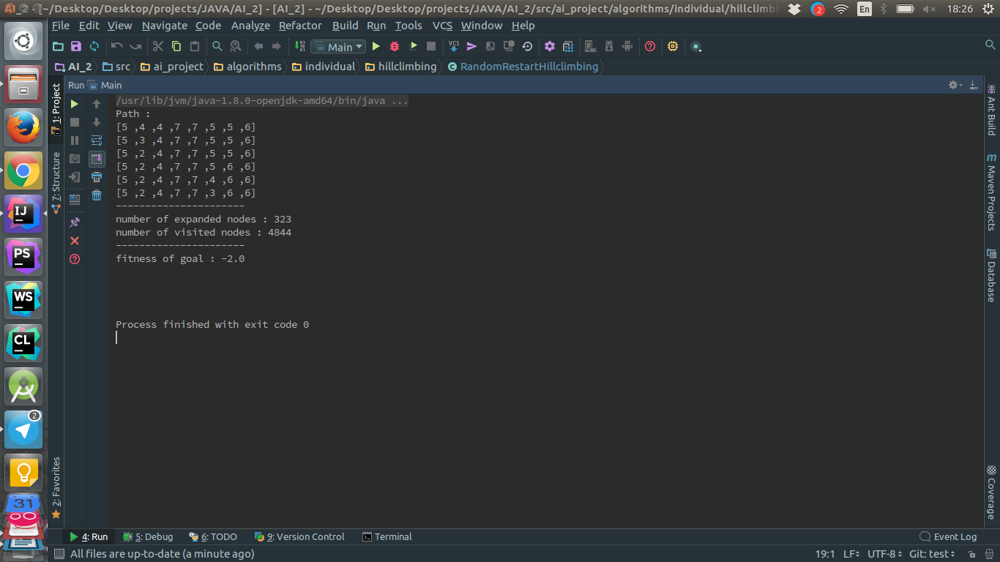 AI_2 - [~/Desktop/Desktop/projects/JAVA/AI_2] - [AI_2] - ~/Desktop/Desktop/projects/JAVA/AI_2/src/ai_project/algorithms/individual/hillclimbin
2 En 18:26
File Edit View Navigate Code Analyze Refactor Build Run Tools VCS Window Help
Main
AI_2 src ai_project algorithms individual hillclimbing RandomRestartHillclimbing
Run Main
/usr/lib/jvm/java-1.8.0-openjdk-amd64/bin/java ...
Path :
[5 ,4 ,4 ,7 ,7 ,5 ,5 ,6]
[5 ,3 ,4 ,7 ,7 ,5 ,5 ,6]
[5 ,2 ,4 ,7 ,7 ,5 ,5 ,6]
[5 ,2 ,4 ,7 ,7 ,5 ,6 ,6]
[5 ,2 ,4 ,7 ,7 ,4 ,6 ,6]
[5 ,2 ,4 ,7 ,7 ,3 ,6 ,6]
----------------------
number of expanded nodes : 323
number of visited nodes : 4844
----------------------
fitness of goal : -2.0
Process finished with exit code 0
1: Project
7: Structure
2: Favorites
Ant Build
Maven Projects
Database
Coverage
IJ
PS
WS
CL
2
31
4: Run 5: Debug 6: TODO 9: Version Control Terminal Event Log
All files are up-to-date (a minute ago) 19:1 LF UTF-8 Git: test